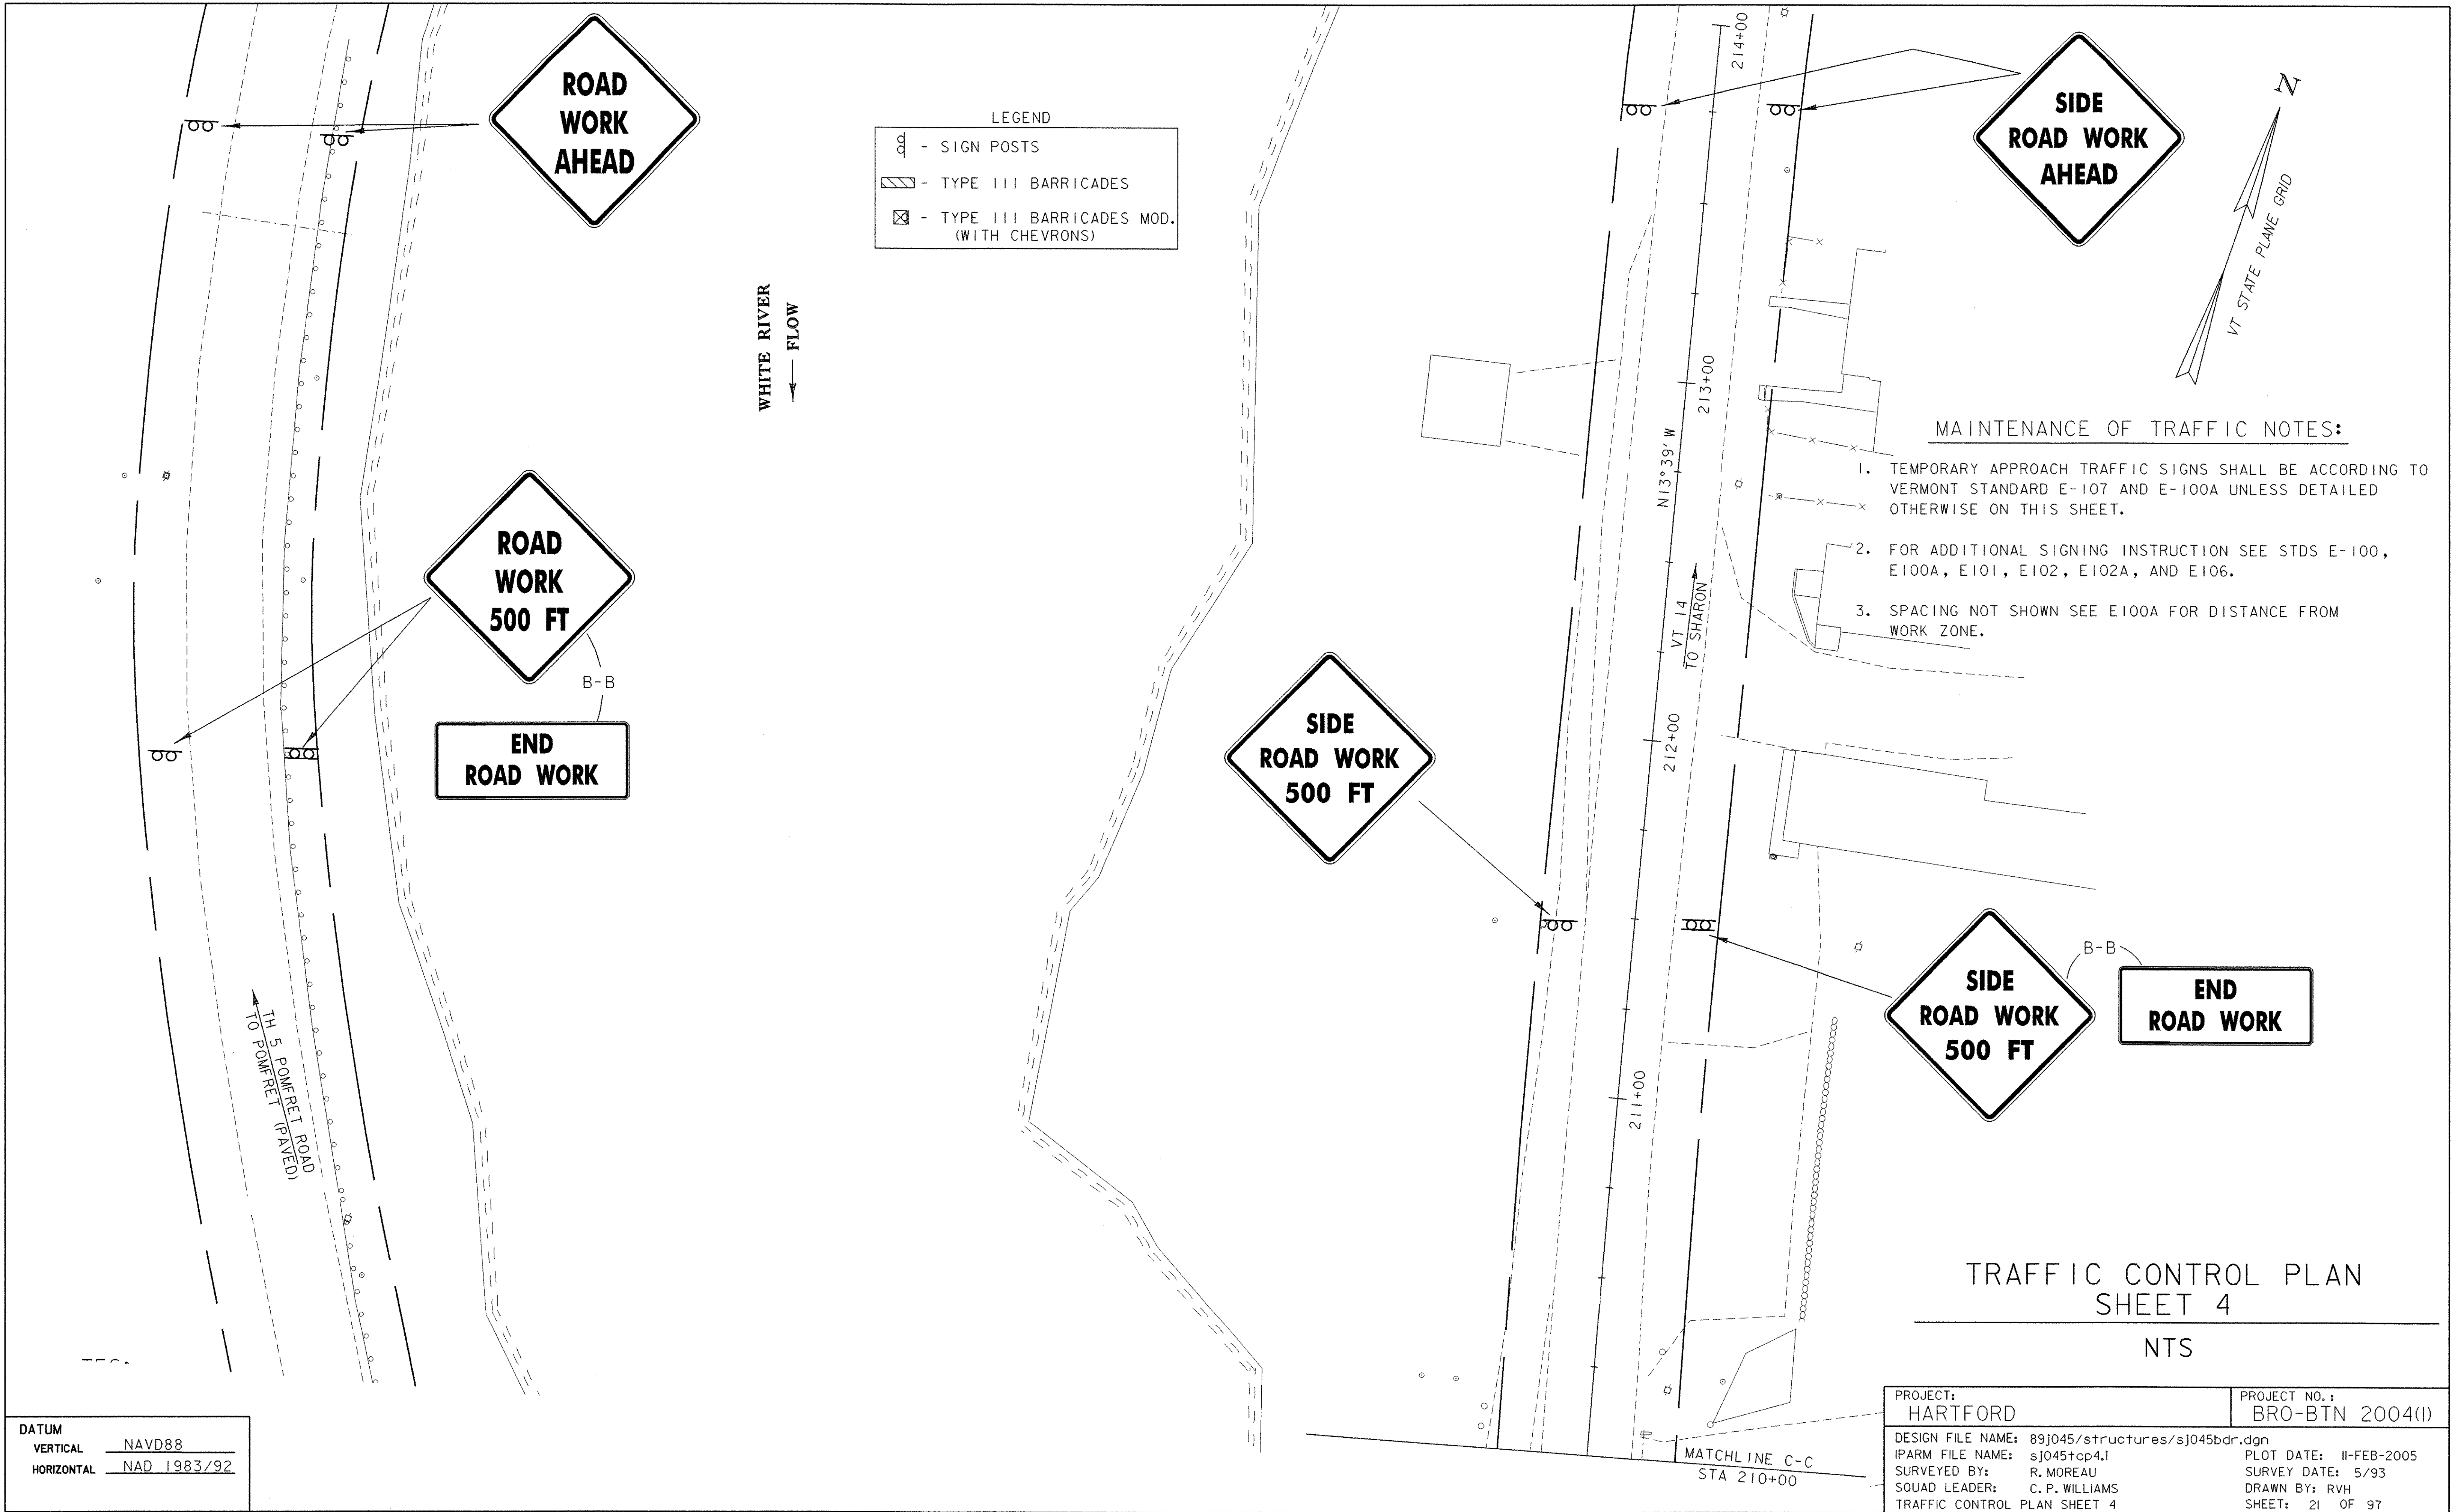 ROAD
WORK
AHEAD
LEGEND
- SIGN POSTS
- TYPE III BARRICADES
- TYPE III BARRICADES MOD.
(WITH CHEVRONS)
WHITE RIVER
FLOW
ROAD
WORK
500 FT
B-B
END
ROAD WORK
TH 5 POMFRET ROAD
TO POMFRET (PAVED)
214+00
213+00
N13°39' W
VT 14
TO SHARON
212+00
211+00
SIDE
ROAD WORK
AHEAD
N
VT STATE PLANE GRID
MAINTENANCE OF TRAFFIC NOTES:
1. TEMPORARY APPROACH TRAFFIC SIGNS SHALL BE ACCORDING TO
VERMONT STANDARD E-107 AND E-100A UNLESS DETAILED
OTHERWISE ON THIS SHEET.
2. FOR ADDITIONAL SIGNING INSTRUCTION SEE STDS E-100,
E100A, E101, E102, E102A, AND E106.
3. SPACING NOT SHOWN SEE E100A FOR DISTANCE FROM
WORK ZONE.
SIDE
ROAD WORK
500 FT
SIDE
ROAD WORK
500 FT
B-B
END
ROAD WORK
MATCHLINE C-C
STA 210+00
TRAFFIC CONTROL PLAN
SHEET 4
NTS
DATUM
VERTICAL NAVD88
HORIZONTAL NAD 1983/92
PROJECT: HARTFORD
PROJECT NO.: BRO-BTN 2004(1)
DESIGN FILE NAME: 89j045/structures/sj045bdr.dgn
IPARM FILE NAME: sj045tcp4.i PLOT DATE: 11-FEB-2005
SURVEYED BY: R. MOREAU SURVEY DATE: 5/93
SQUAD LEADER: C. P. WILLIAMS DRAWN BY: RVH
TRAFFIC CONTROL PLAN SHEET 4 SHEET: 21 OF 97